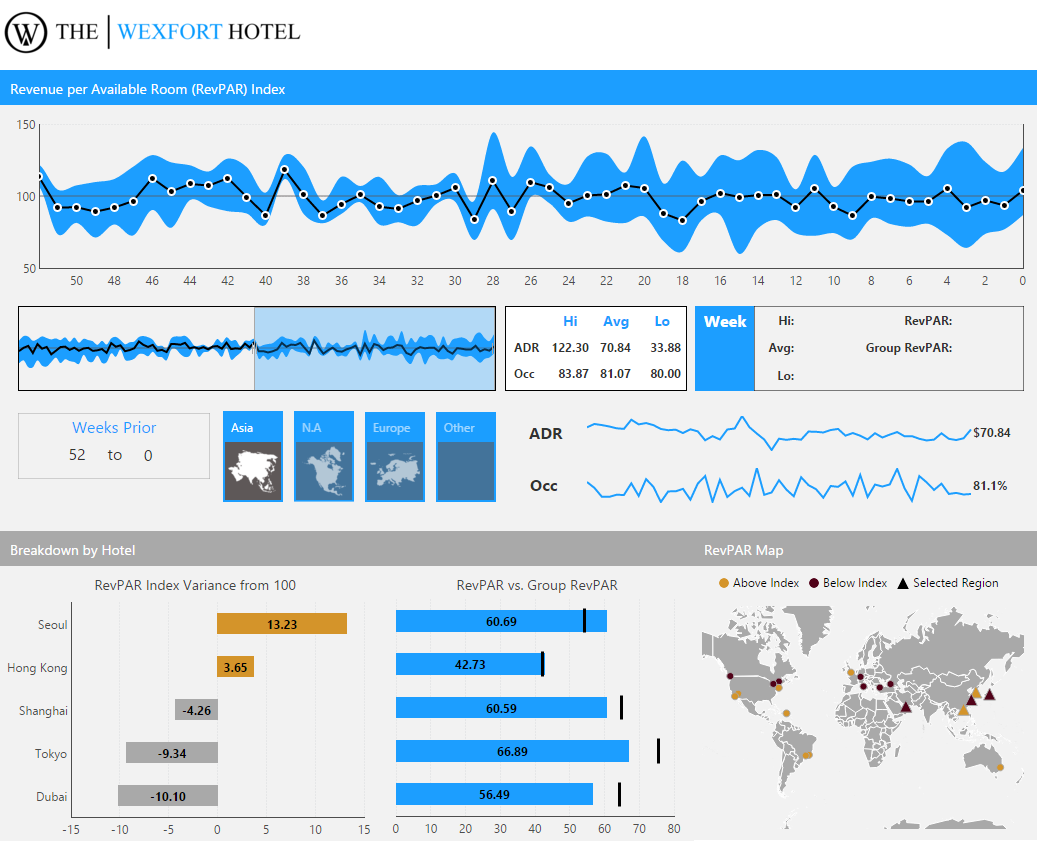 W THE | WEXFORT HOTEL
Revenue per Available Room (RevPAR) Index
150
100
50
50 48 46 44 42 40 38 36 34 32 30 28 26 24 22 20 18 16 14 12 10 8 6 4 2 0
Hi Avg Lo
ADR 122.30 70.84 33.88
Occ 83.87 81.07 80.00
Week
Hi: RevPAR:
Avg: Group RevPAR:
Lo:
Weeks Prior
52 to 0
Asia N.A Europe Other
ADR $70.84
Occ 81.1%
Breakdown by Hotel
RevPAR Index Variance from 100
Seoul 13.23
Hong Kong 3.65
Shanghai -4.26
Tokyo -9.34
Dubai -10.10
-15 -10 -5 0 5 10 15
RevPAR vs. Group RevPAR
60.69
42.73
60.59
66.89
56.49
0 10 20 30 40 50 60 70 80
RevPAR Map
Above Index Below Index Selected Region